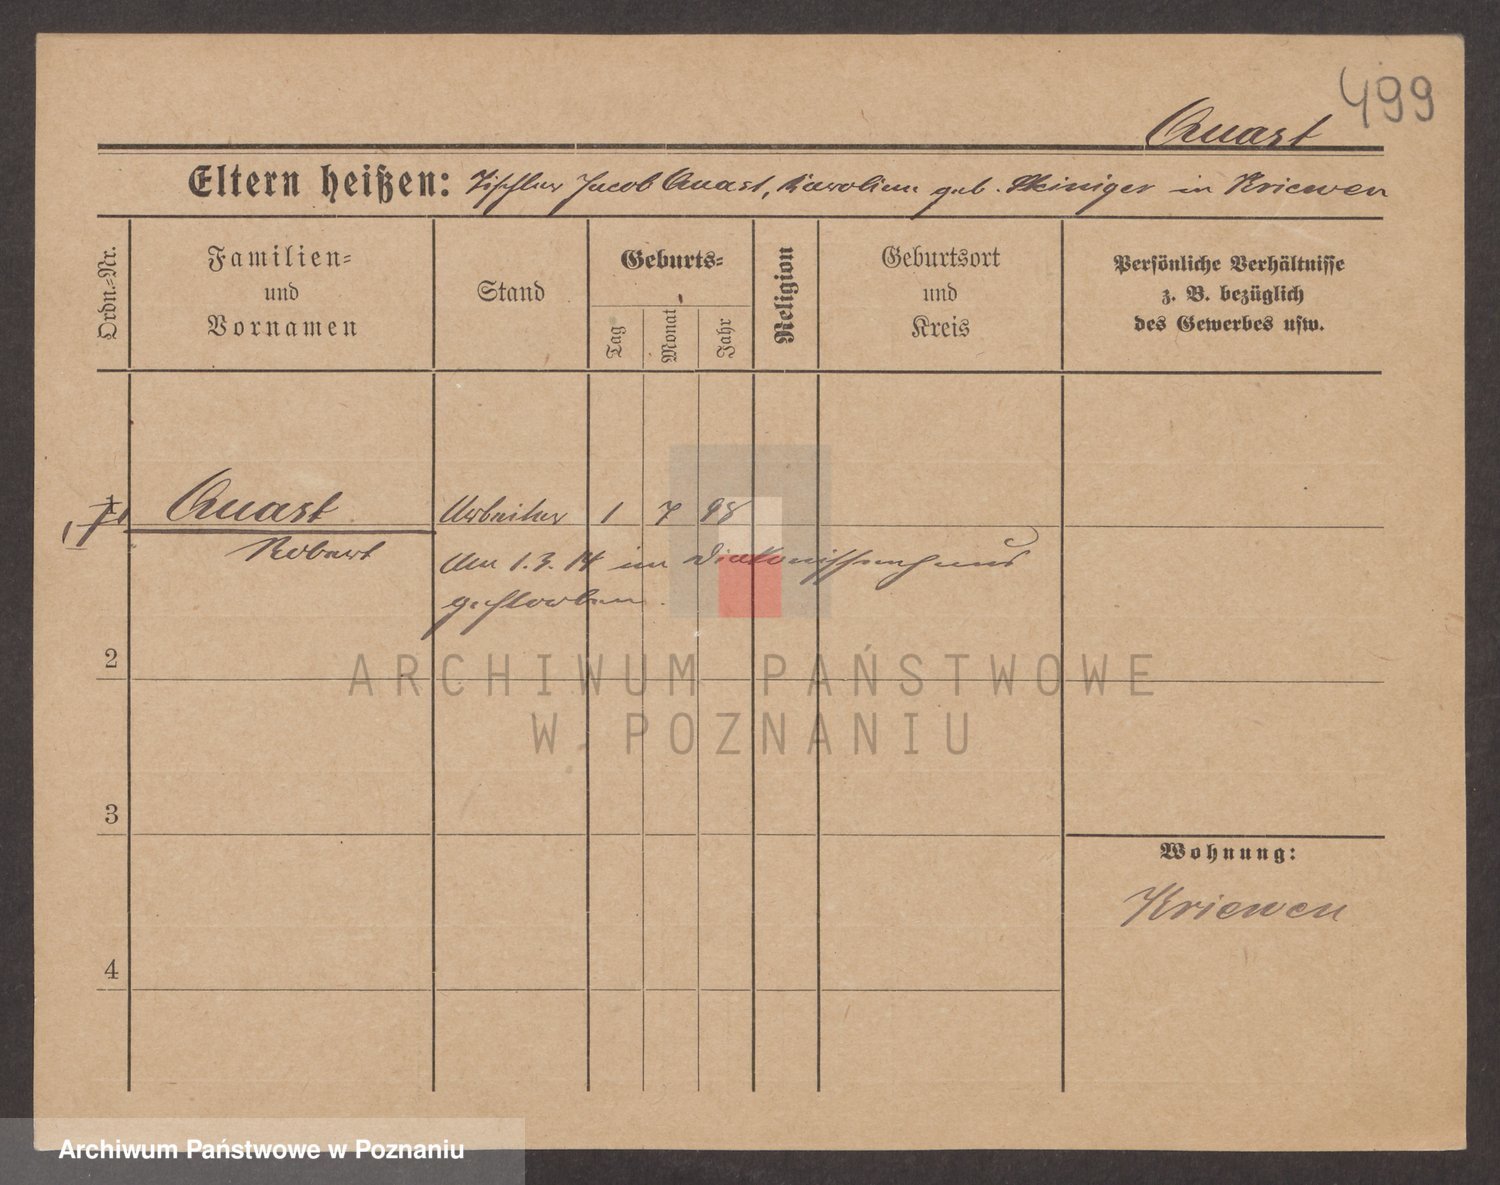 499
Quast
Eltern heißen: Tischler Jacob Quast, Karoline geb. in Kriewen
Ordn.-Nr.
Familien-
und
Vornamen
Stand
Geburts-
Tag
Monat
Jahr
Religion
Geburtsort
und
Kreis
Persönliche Verhältnisse
z. B. bezüglich
des Gewerbes usw.
1 Quast Arbeiter 1 7 98
Robert
Am 1. 3. 14 im Diakonissenhaus
gestorben.
2
ARCHIWUM PAŃSTWOWE
W POZNANIU
3
Wohnung:
Kriewen
4
Archiwum Państwowe w Poznaniu